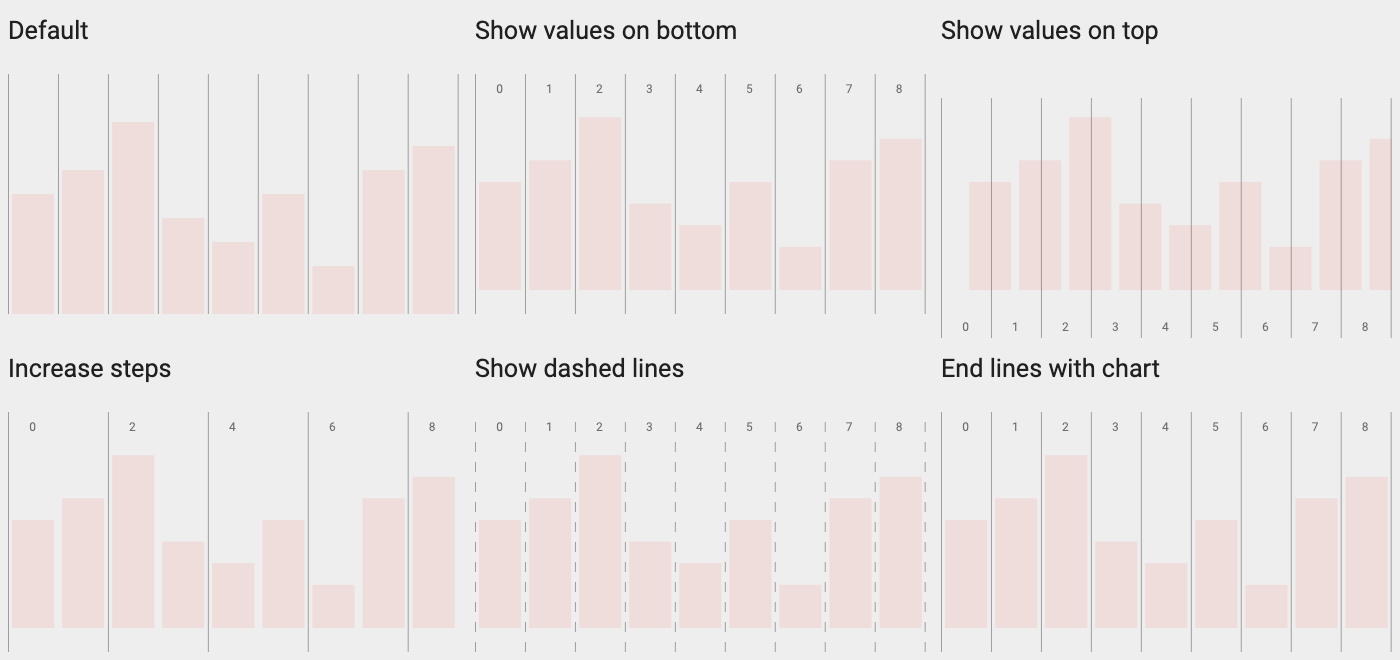 Default
Show values on bottom
Show values on top
0 1 2 3 4 5 6 7 8
0 1 2 3 4 5 6 7 8
Increase steps
Show dashed lines
End lines with chart
0 2 4 6 8
0 1 2 3 4 5 6 7 8
0 1 2 3 4 5 6 7 8